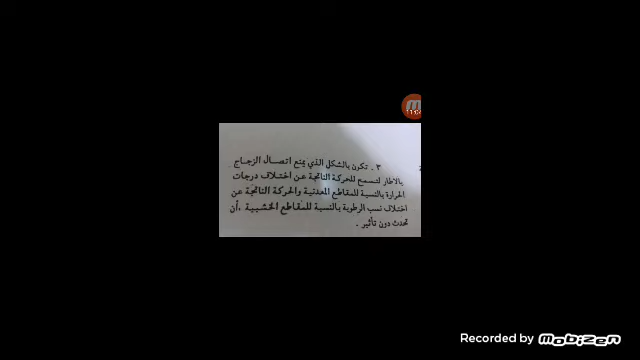 ٣ . تكون بالشكل الذي يمنع اتصال الزجاج
بالاطار لتسمح للحركة الناتجة عن اختلاف درجات
الحرارة بالنسبة للمقاطع المعدنية والحركة الناتجة عن
اختلاف نسب الرطوبة بالنسبة للمقاطع الخشبية ، أن
تحدث دون تأثير .
Recorded by mobizen